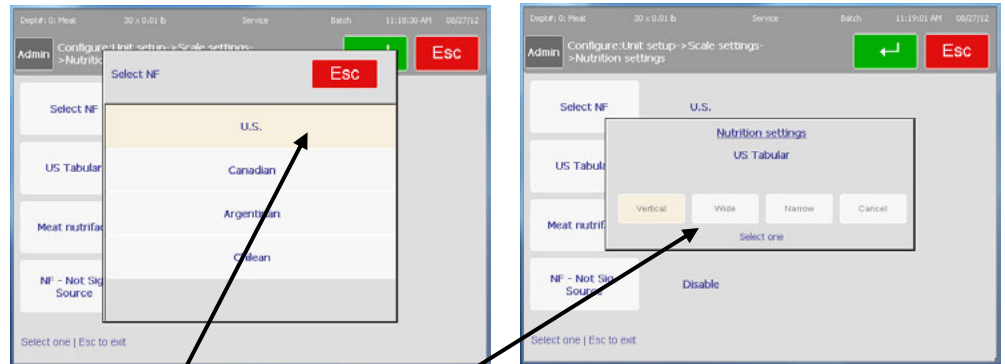 Dept#: 0: Meat 30 x 0.01 lb Service Batch 11:18:30 AM 08/27/12
Admin
Configure:Unit setup->Scale settings-
>Nutritio
Esc
Select NF
Esc
Select NF
U.S.
US Tabular
Canadian
Meat nutrifac
Argentinian
Chilean
NF - Not Sig
Source
Select one | Esc to exit
Dept#: 0: Meat 30 x 0.01 lb Service Batch 11:19:01 AM 08/27/12
Admin
Configure:Unit setup->Scale settings-
>Nutrition settings
Esc
Select NF U.S.
Nutrition settings
US Tabula
US Tabular
Vertical Wide Narrow Cancel
Meat nutrif
Select one
NF - Not Sig
Source
Disable
Select one | Esc to exit